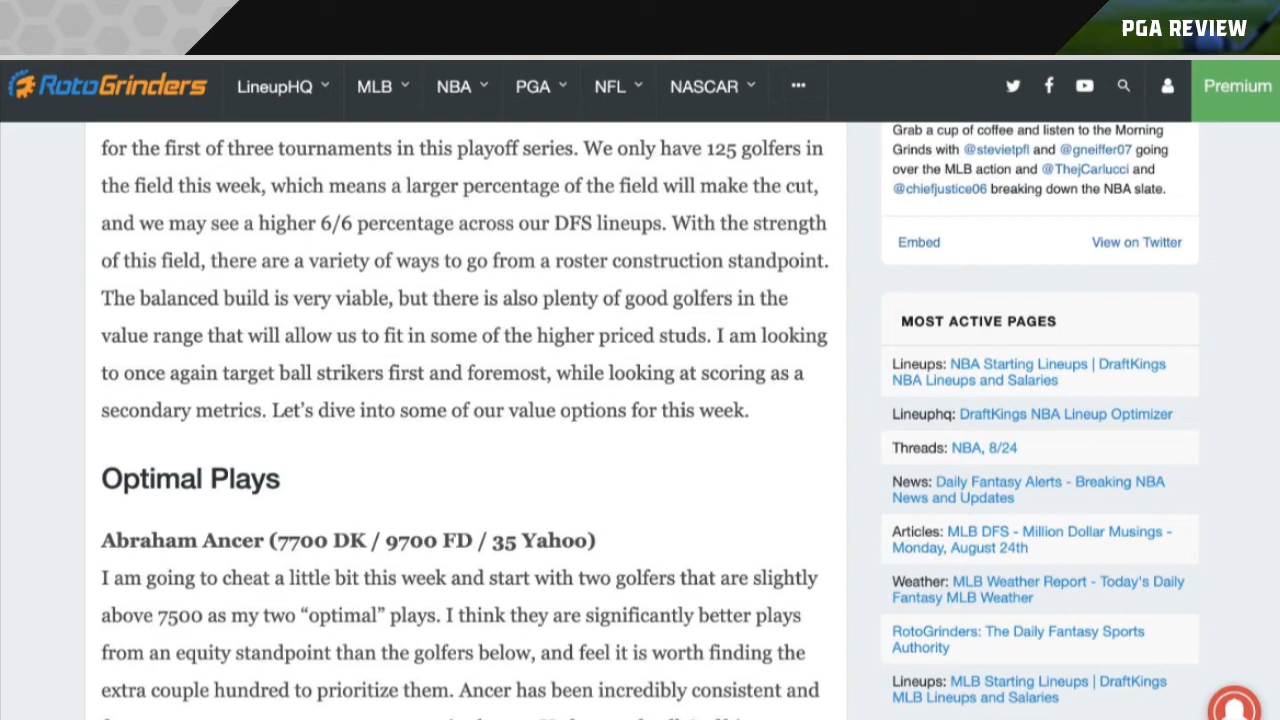 PGA REVIEW
RotoGrinders LineupHQ MLB NBA PGA NFL NASCAR ... Premium
for the first of three tournaments in this playoff series. We only have 125 golfers in
the field this week, which means a larger percentage of the field will make the cut,
and we may see a higher 6/6 percentage across our DFS lineups. With the strength
of this field, there are a variety of ways to go from a roster construction standpoint.
The balanced build is very viable, but there is also plenty of good golfers in the
value range that will allow us to fit in some of the higher priced studs. I am looking
to once again target ball strikers first and foremost, while looking at scoring as a
secondary metrics. Let's dive into some of our value options for this week.
Optimal Plays
Abraham Ancer (7700 DK / 9700 FD / 35 Yahoo)
I am going to cheat a little bit this week and start with two golfers that are slightly
above 7500 as my two “optimal” plays. I think they are significantly better plays
from an equity standpoint than the golfers below, and feel it is worth finding the
extra couple hundred to prioritize them. Ancer has been incredibly consistent and
Grab a cup of coffee and listen to the Morning
Grinds with @stevietpfl and @gneiffer07 going
over the MLB action and @ThejCarlucci and
@chiefjustice06 breaking down the NBA slate.
Embed View on Twitter
MOST ACTIVE PAGES
Lineups: NBA Starting Lineups | DraftKings
NBA Lineups and Salaries
Lineuphq: DraftKings NBA Lineup Optimizer
Threads: NBA, 8/24
News: Daily Fantasy Alerts - Breaking NBA
News and Updates
Articles: MLB DFS - Million Dollar Musings -
Monday, August 24th
Weather: MLB Weather Report - Today's Daily
Fantasy MLB Weather
RotoGrinders: The Daily Fantasy Sports
Authority
Lineups: MLB Starting Lineups | DraftKings
MLB Lineups and Salaries